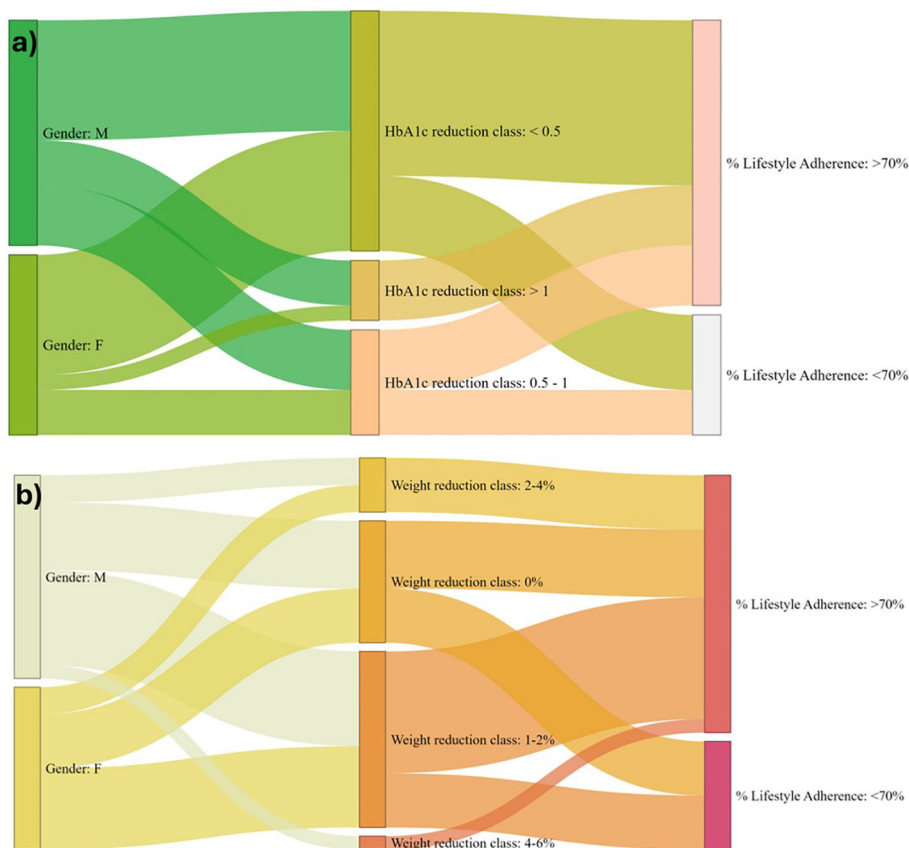 a)
Gender: M
HbA1c reduction class: < 0.5
% Lifestyle Adherence: >70%
HbA1c reduction class: > 1
Gender: F
% Lifestyle Adherence: <70%
HbA1c reduction class: 0.5 - 1
b)
Weight reduction class: 2-4%
Gender: M
Weight reduction class: 0%
% Lifestyle Adherence: >70%
Weight reduction class: 1-2%
Gender: F
% Lifestyle Adherence: <70%
Weight reduction class: 4-6%